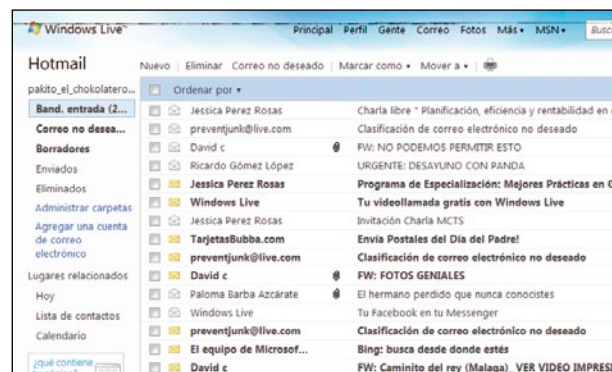 Windows Live™
Principal Perfil Gente Correo Fotos Más ▾ MSN ▾ Busc
Hotmail
Nuevo | Eliminar Correo no deseado | Marcar como ▾ Mover a ▾ |
pakito_el_chokolatero...
Ordenar por ▾
Band. entrada (2...
Correo no desea...
Borradores
Enviados
Eliminados
Administrar carpetas
Agregar una cuenta
de correo
electrónico
Lugares relacionados
Hoy
Lista de contactos
Calendario
¿qué contiene
Jessica Perez Rosas Charla libre " Planificación, eficiencia y rentabilidad en
preventjunk@live.com Clasificación de correo electrónico no deseado
David c FW: NO PODEMOS PERMITIR ESTO
Ricardo Gómez López URGENTE: DESAYUNO CON PANDA
Jessica Perez Rosas Programa de Especialización: Mejores Prácticas en G
Windows Live Tu videollamada gratis con Windows Live
Jessica Perez Rosas Invitación Charla MCTS
TarjetasBubba.com Envía Postales del Día del Padre!
preventjunk@live.com Clasificación de correo electrónico no deseado
David c FW: FOTOS GENIALES
Paloma Barba Azcárate El hermano perdido que nunca conocistes
Windows Live Tu Facebook en tu Messenger
preventjunk@live.com Clasificación de correo electrónico no deseado
El equipo de Microsof... Bing: busca desde donde estés
David c FW: Caminito del rey (Malaga)_ VER VIDEO IMPRES